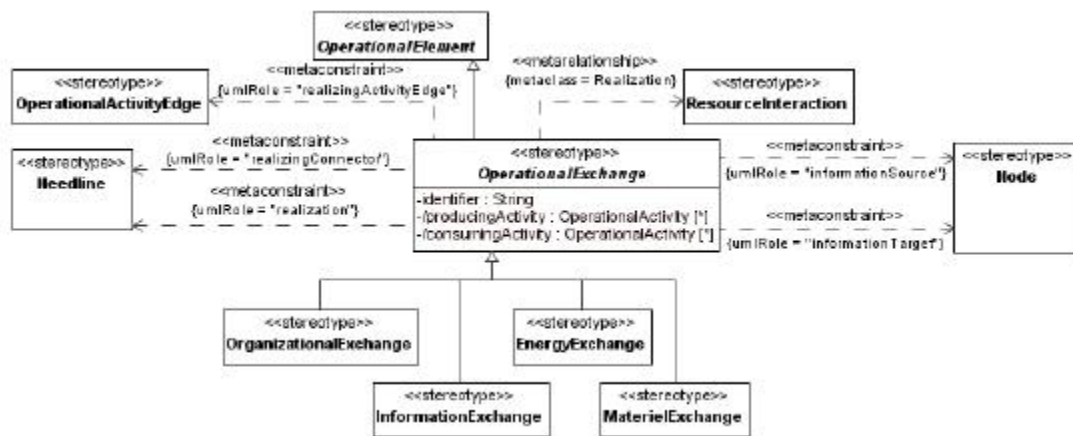 <<stereotype>>
OperationalElement
<<metaconstraint>>
{umlRole = "realizingActivityEdge"}
<<metarelationship>>
{metaclass = Realization}
<<stereotype>>
OperationalActivityEdge
<<stereotype>>
ResourceInteraction
<<stereotype>>
Needline
<<metaconstraint>>
{umlRole = "realizingConnector"}
<<metaconstraint>>
{umlRole = "realization"}
<<stereotype>>
OperationalExchange
-identifier : String
-/producingActivity : OperationalActivity [*]
-/consumingActivity : OperationalActivity [*]
<<metaconstraint>>
{umlRole = "informationSource"}
<<metaconstraint>>
{umlRole = "informationTarget"}
<<stereotype>>
Node
<<stereotype>>
OrganizationalExchange
<<stereotype>>
EnergyExchange
<<stereotype>>
InformationExchange
<<stereotype>>
MaterielExchange